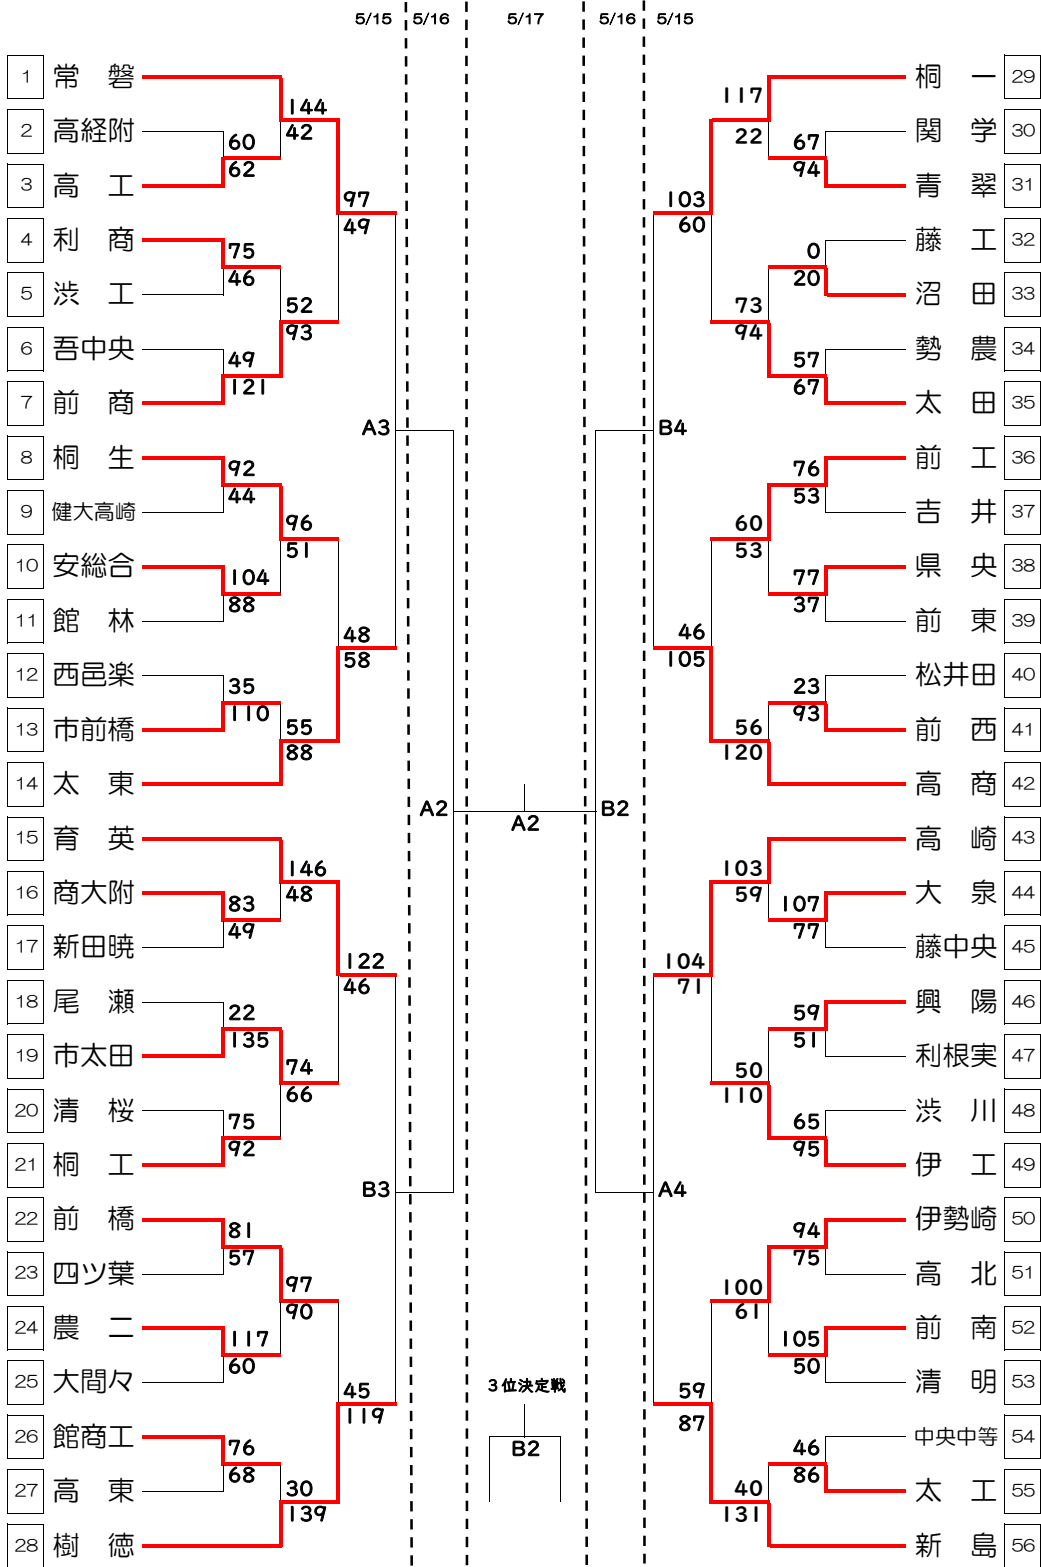 5/15 5/16 5/17 5/16 5/15
1 常磐
144
42
2 高経附
60
62
3 高工
97
49
4 利商
75
46
5 渋工
52
93
6 吾中央
49
121
7 前商
A3
8 桐生
92
44
9 健大高崎
96
51
10 安総合
104
88
11 館林
48
58
12 西邑楽
35
110
13 市前橋
55
88
14 太東
A2
15 育英
146
48
16 商大附
83
49
17 新田暁
122
46
18 尾瀬
22
135
19 市太田
74
66
20 清桜
75
92
21 桐工
B3
22 前橋
81
57
23 四ツ葉
97
90
24 農二
117
60
25 大間々
45
119
26 館商工
76
68
27 高東
30
139
28 樹徳
A2
3位決定戦
B2
桐一 29
117
22
関学 30
67
94
青翠 31
103
60
藤工 32
0
20
沼田 33
73
94
勢農 34
57
67
太田 35
B4
前工 36
76
53
吉井 37
60
53
県央 38
77
37
前東 39
46
105
松井田 40
23
93
前西 41
56
120
高商 42
B2
高崎 43
103
59
大泉 44
107
77
藤中央 45
104
71
興陽 46
59
51
利根実 47
50
110
渋川 48
65
95
伊工 49
A4
伊勢崎 50
94
75
高北 51
100
61
前南 52
105
50
清明 53
59
87
中央中等 54
46
86
太工 55
40
131
新島 56